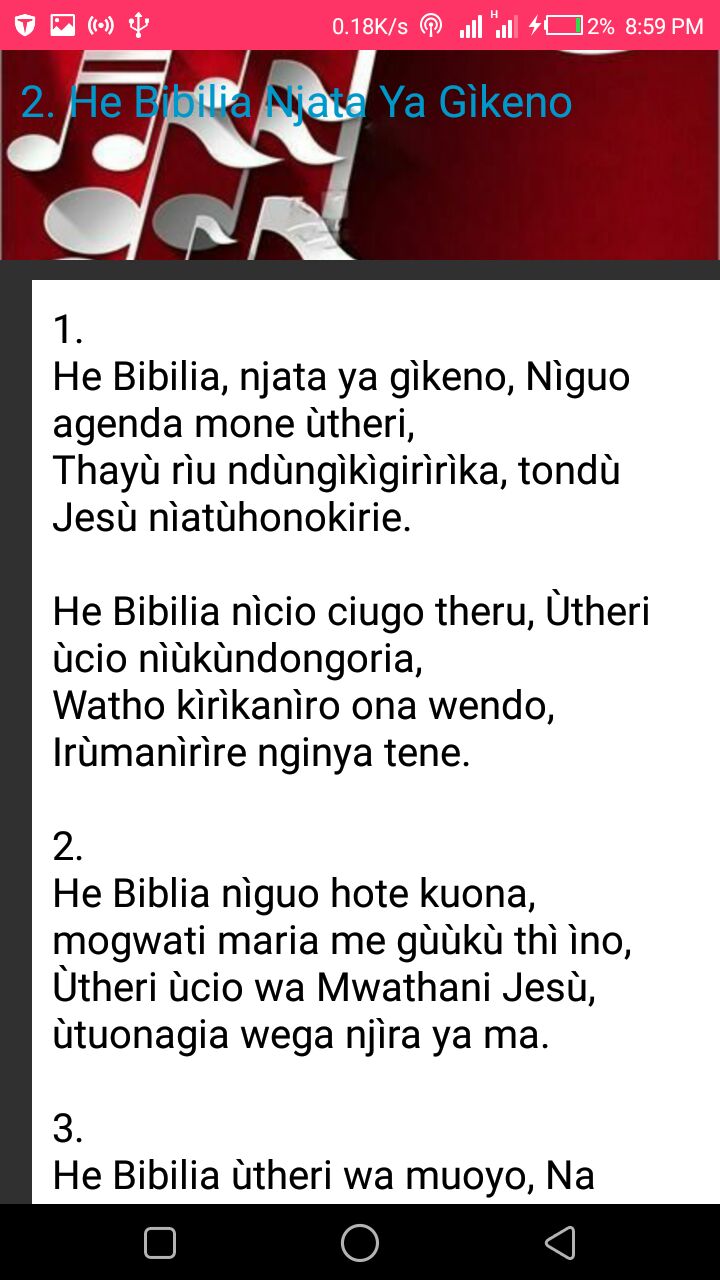 0.18K/s H 2% 8:59 PM
2. He Bibilia Njata Ya Gìkeno
1.
He Bibilia, njata ya gìkeno, Nìguo
agenda mone ùtheri,
Thayù rìu ndùngìkìgirìrìka, tondù
Jesù nìatùhonokirie.
He Bibilia nìcio ciugo theru, Ùtheri
ùcio nìùkùndongoria,
Watho kìrìkanìro ona wendo,
Irùmanìrìre nginya tene.
2.
He Biblia nìguo hote kuona,
mogwati maria me gùùkù thì ìno,
Ùtheri ùcio wa Mwathani Jesù,
ùtuonagia wega njìra ya ma.
3.
He Bibilia ùtheri wa muoyo, Na